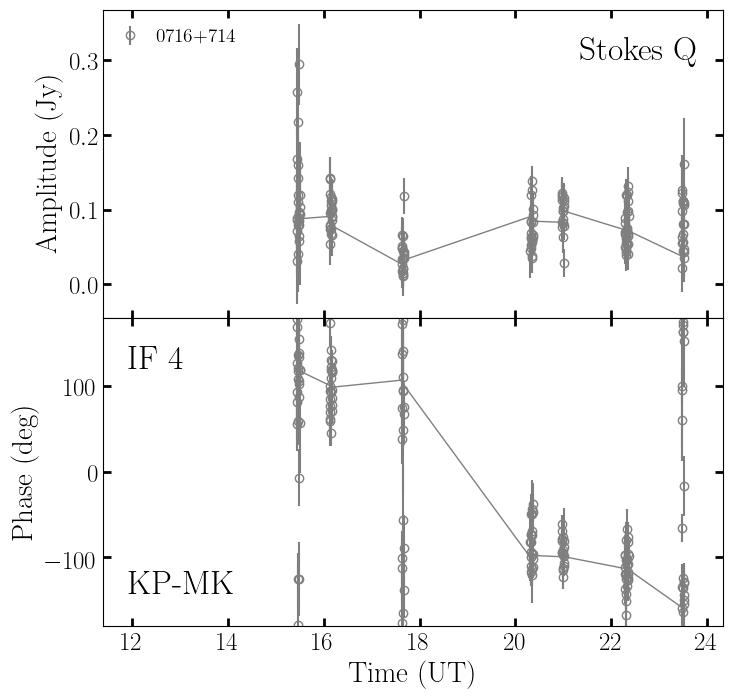 0716+714
Stokes Q
Amplitude (Jy)
0.3
0.2
0.1
0.0
IF 4
KP-MK
Phase (deg)
100
0
−100
12 14 16 18 20 22 24
Time (UT)